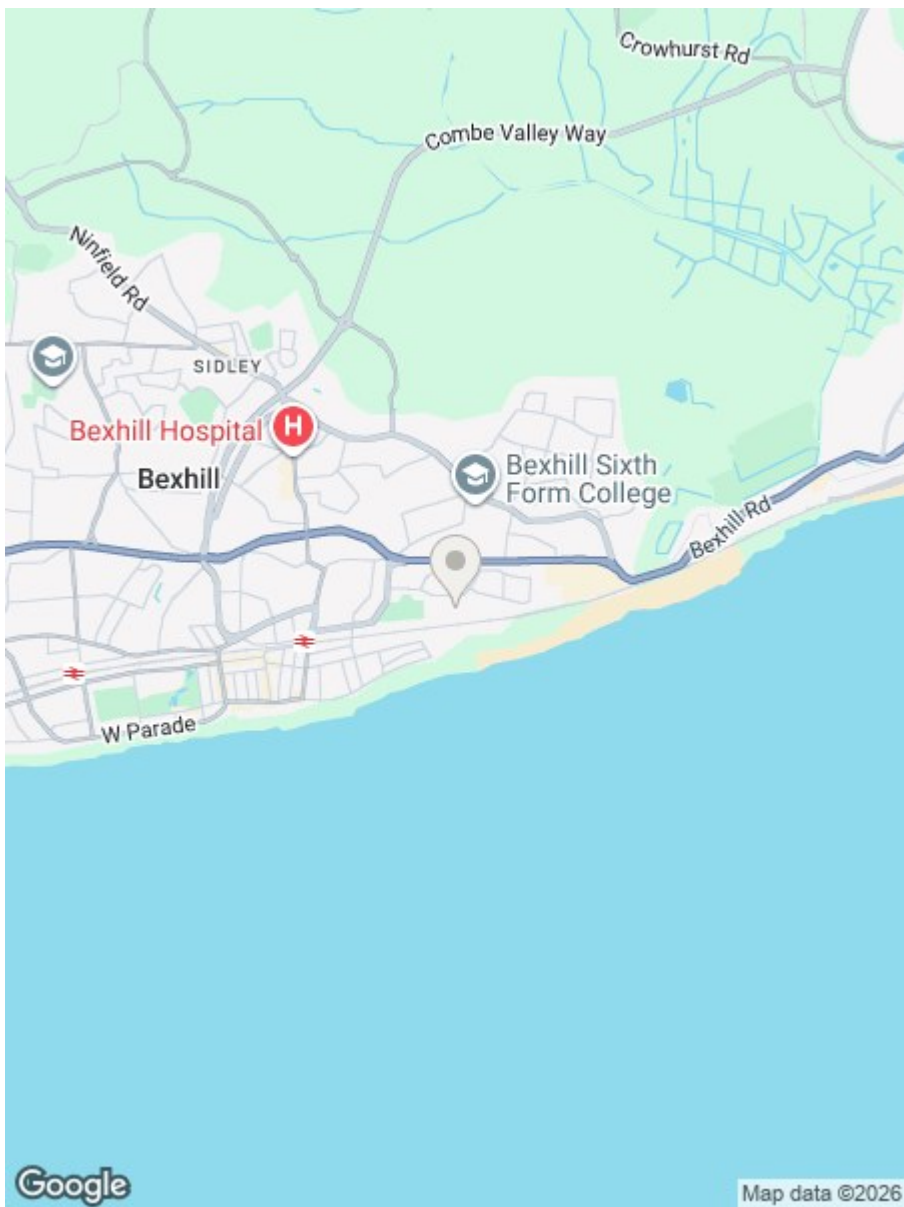 Crowhurst Rd
Combe Valley Way
Ninfield Rd
SIDLEY
Bexhill Hospital
H
Bexhill
Bexhill Sixth
Form College
Bexhill Rd
W Parade
Google
Map data ©2026